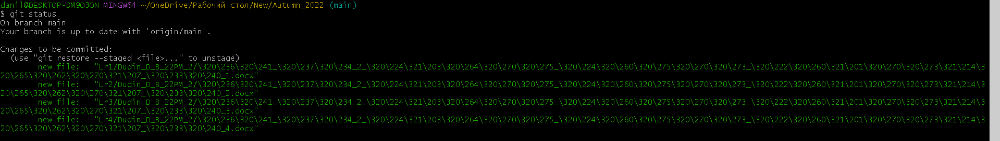 danil@DESKTOP-BM9O3ON MINGW64 ~/OneDrive/Рабочий стол/New/Autumn_2022 (main)
$ git status
On branch main
Your branch is up to date with 'origin/main'.
Changes to be committed:
(use "git restore --staged <file>..." to unstage)
new file:   "Lr1/Dudin_D_B_22PM_2/\320\236\320\241_\320\237\320\234_2_\320\224\321\203\320\264\320\270\320\275_\320\224\320\260\320\275\320\270\320\273_\320\222\320\260\321\201\320\270\320\273\321\214\3
20\265\320\262\320\270\321\207_\320\233\320\240_1.docx"
new file:   "Lr2/Dudin_D_B_22PM_2/\320\236\320\241_\320\237\320\234_2_\320\224\321\203\320\264\320\270\320\275_\320\224\320\260\320\275\320\270\320\273_\320\222\320\260\321\201\320\270\320\273\321\214\3
20\265\320\262\320\270\321\207_\320\233\320\240_2.docx"
new file:   "Lr3/Dudin_D_B_22PM_2/\320\236\320\241_\320\237\320\234_2_\320\224\321\203\320\264\320\270\320\275_\320\224\320\260\320\275\320\270\320\273_\320\222\320\260\321\201\320\270\320\273\321\214\3
20\265\320\262\320\270\321\207_\320\233\320\240_3.docx"
new file:   "Lr4/Dudin_D_B_22PM_2/\320\236\320\241_\320\237\320\234_2_\320\224\321\203\320\264\320\270\320\275_\320\224\320\260\320\275\320\270\320\273_\320\222\320\260\321\201\320\270\320\273\321\214\3
20\265\320\262\320\270\321\207_\320\233\320\240_4.docx"